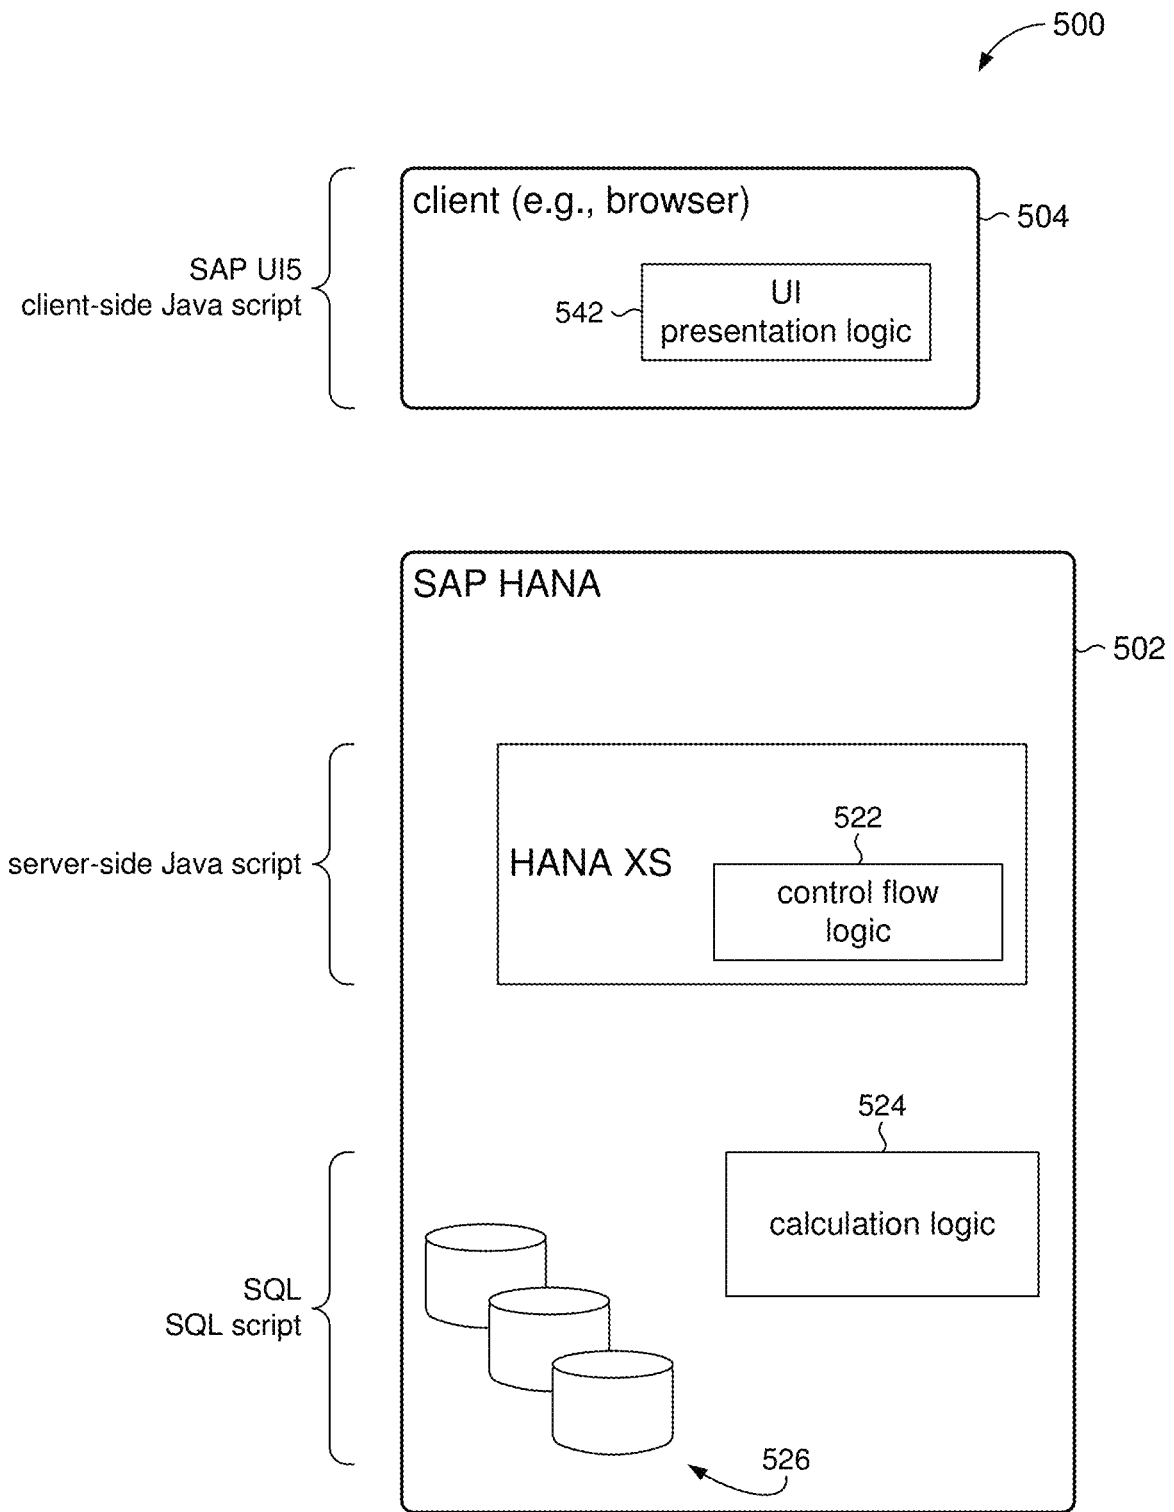 500
client (e.g., browser)
504
SAP UI5
client-side Java script
542
UI
presentation logic
SAP HANA
502
server-side Java script
HANA XS
522
control flow
logic
524
calculation logic
SQL
SQL script
526